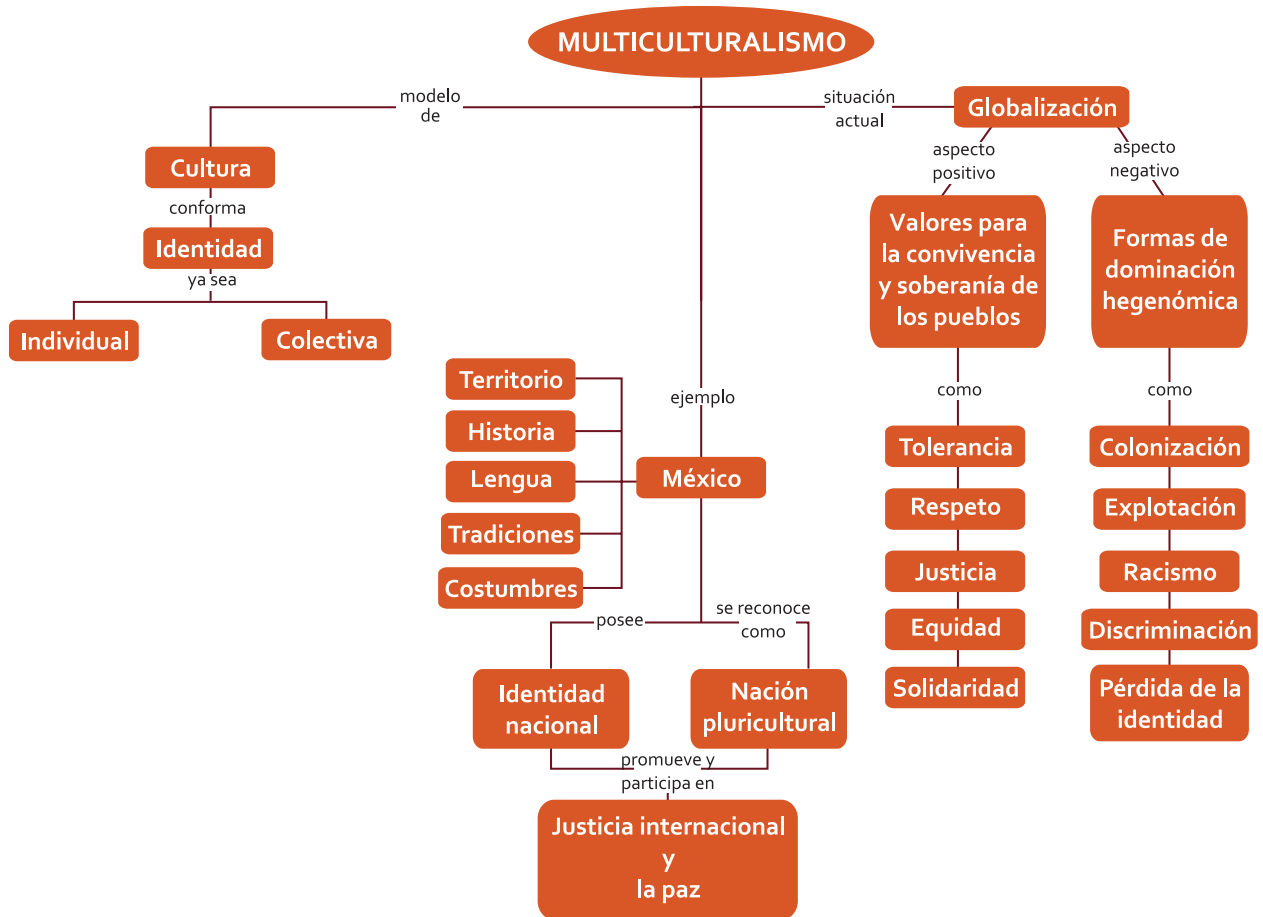 MULTICULTURALISMO
modelo
de
Cultura
conforma
Identidad
ya sea
Individual
Colectiva
ejemplo
México
Territorio
Historia
Lengua
Tradiciones
Costumbres
posee
Identidad
nacional
se reconoce
como
Nación
pluricultural
promueve y
participa en
Justicia internacional
y
la paz
situación
actual
Globalización
aspecto
positivo
Valores para
la convivencia
y soberanía de
los pueblos
como
Tolerancia
Respeto
Justicia
Equidad
Solidaridad
aspecto
negativo
Formas de
dominación
hegenómica
como
Colonización
Explotación
Racismo
Discriminación
Pérdida de la
identidad